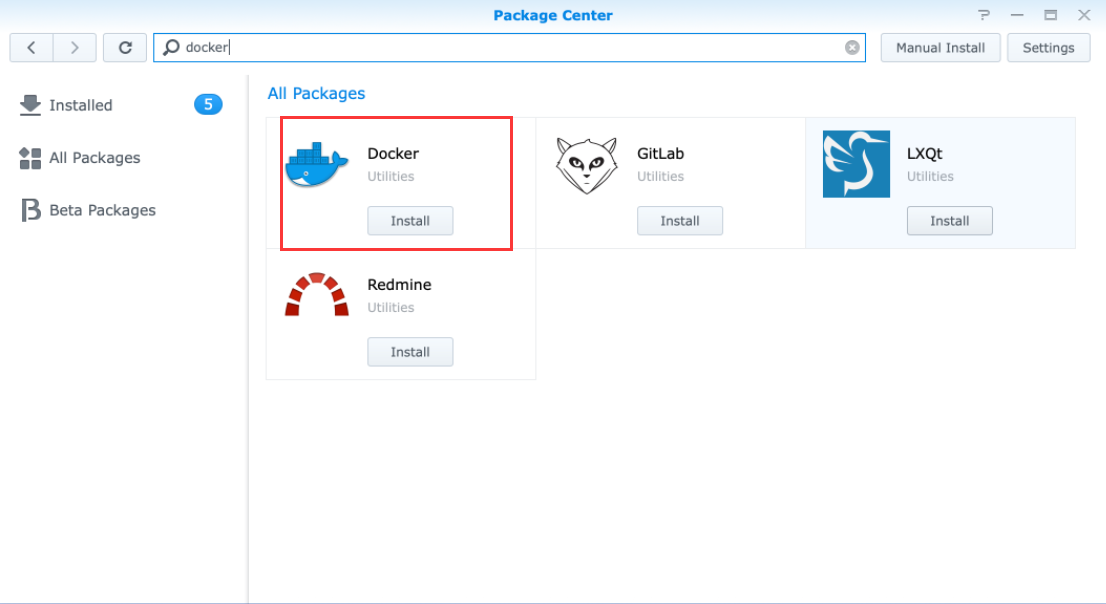 Package Center
docker
Manual Install
Settings
Installed
5
All Packages
Beta Packages
All Packages
Docker
Utilities
Install
GitLab
Utilities
Install
LXQt
Utilities
Install
Redmine
Utilities
Install